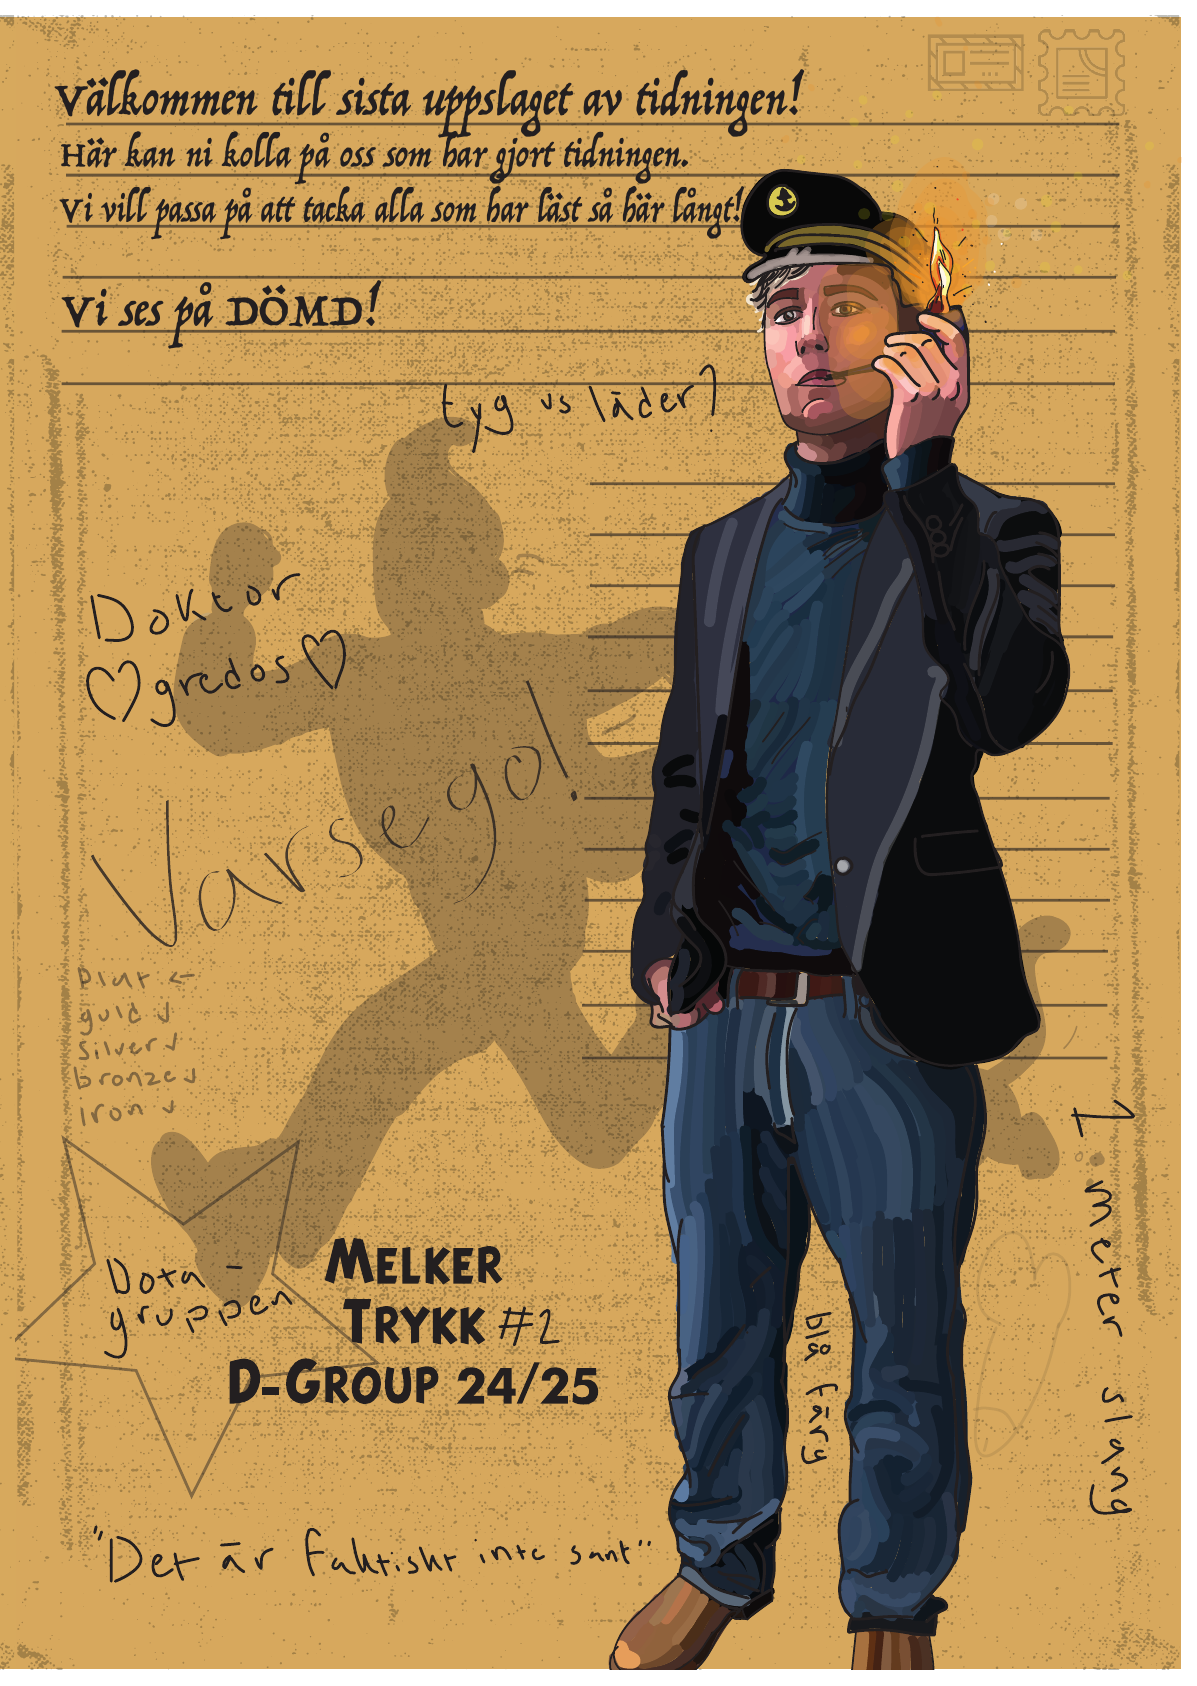 Välkommen till sista uppslaget av tidningen!
Här kan ni kolla på oss som har gjort tidningen.
Vi vill passa på att tacka alla som har läst så här långt!
Vi ses på DÖMD!
tyg vs läder?
Doktor
♡gredos♡
Varsego!
Plat ←
guld ↓
silver ↓
bronze ↓
iron ↓
1 meter slang
Dota-
gruppen
MELKER
TRYKK #2
D-GROUP 24/25
blå färg
"Det är faktiskt inte sant"